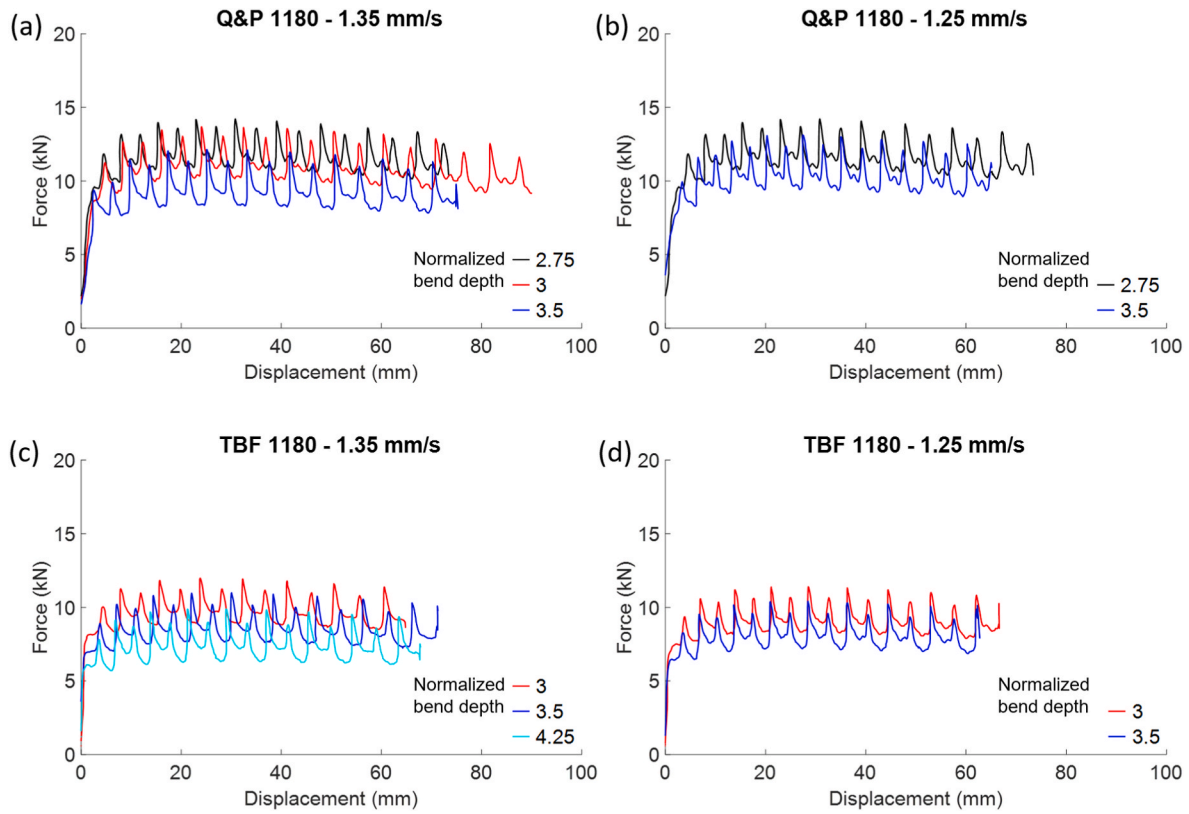 (a)
Q&P 1180 - 1.35 mm/s
20
15
10
5
0
Force (kN)
Normalized
bend depth
2.75
3
3.5
0 20 40 60 80 100
Displacement (mm)
(b)
Q&P 1180 - 1.25 mm/s
20
15
10
5
0
Force (kN)
Normalized
bend depth
2.75
3.5
0 20 40 60 80 100
Displacement (mm)
(c)
TBF 1180 - 1.35 mm/s
20
15
10
5
0
Force (kN)
Normalized
bend depth
3
3.5
4.25
0 20 40 60 80 100
Displacement (mm)
(d)
TBF 1180 - 1.25 mm/s
20
15
10
5
0
Force (kN)
Normalized
bend depth
3
3.5
0 20 40 60 80 100
Displacement (mm)